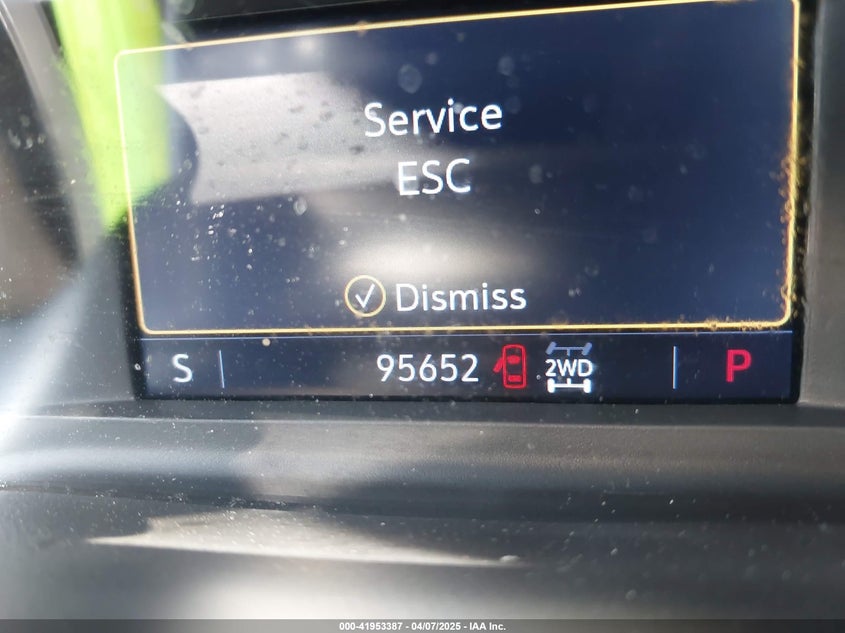 Service
ESC
Dismiss
S 95652 2WD P
000-41953387 - 04/07/2025 - IAA Inc.